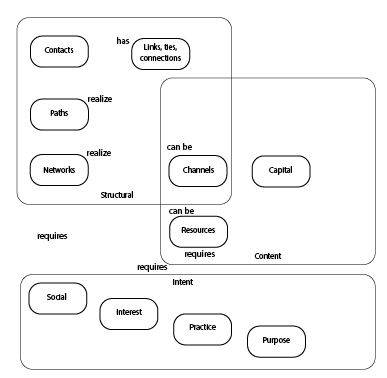 has
Links, ties,
connections
Contacts
realize
Paths
can be
realize
Networks
Channels
Capital
Structural
can be
Resources
requires
requires
Content
requires
Intent
Social
Interest
Practice
Purpose